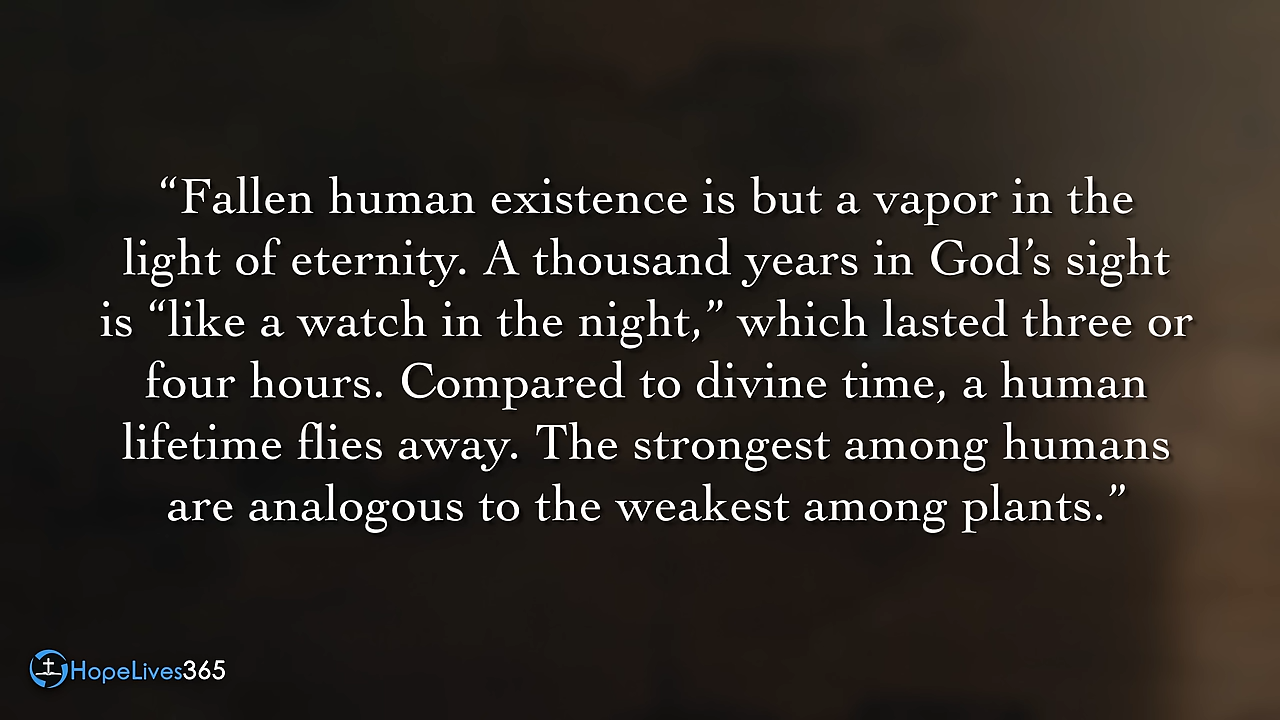 “Fallen human existence is but a vapor in the
light of eternity. A thousand years in God’s sight
is “like a watch in the night,” which lasted three or
four hours. Compared to divine time, a human
lifetime flies away. The strongest among humans
are analogous to the weakest among plants.”
HopeLives365